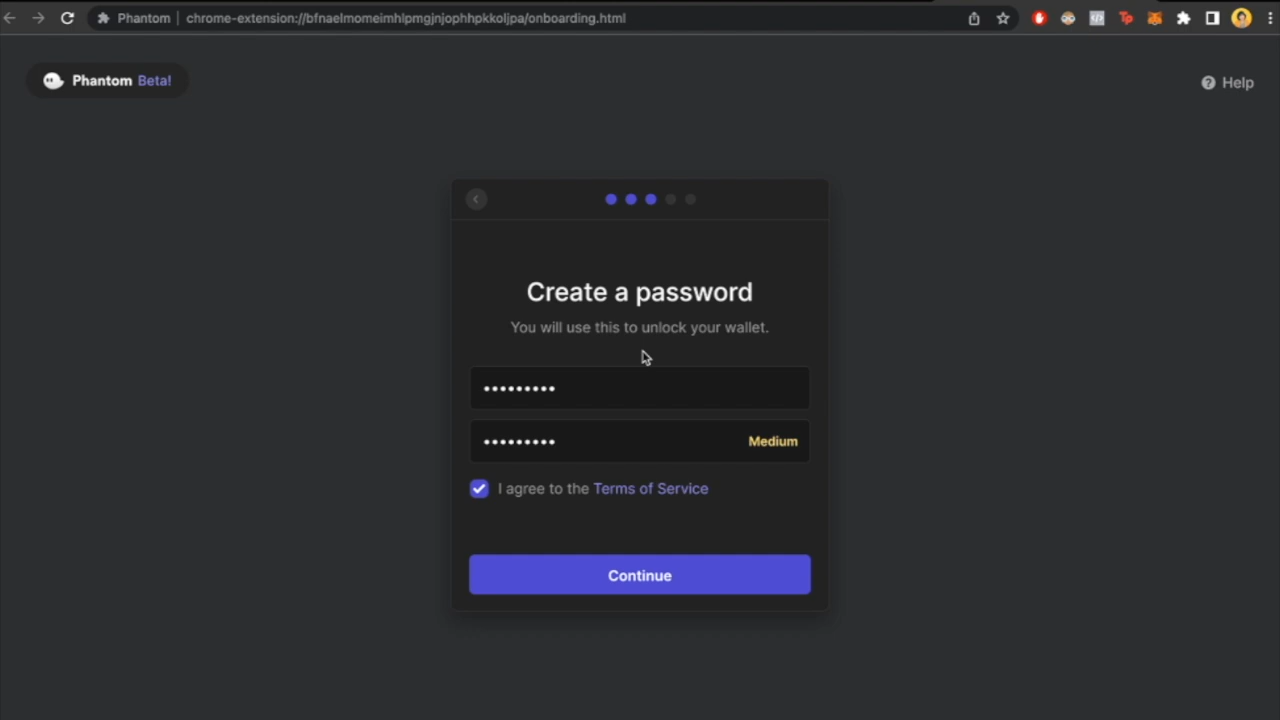 Phantom | chrome-extension://bfnaelmomeimhlpmgjnjophhpkkoljpa/onboarding.html
Phantom Beta!
Help
Create a password
You will use this to unlock your wallet.
•••••••••
••••••••• Medium
I agree to the Terms of Service
Continue